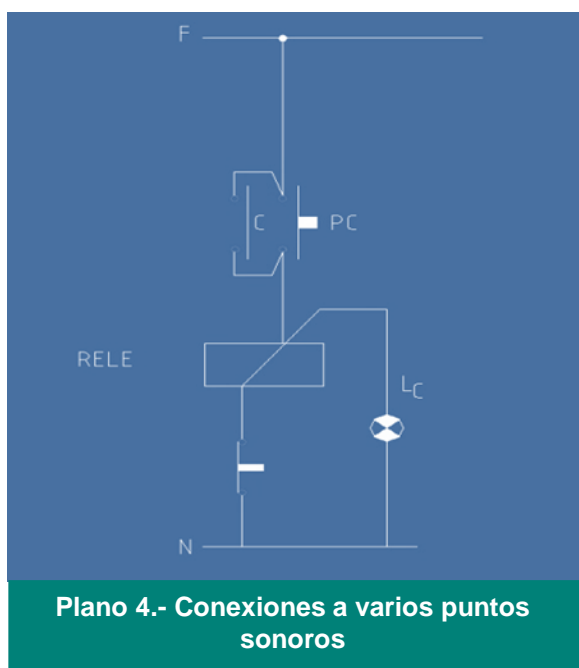 F
C PC
RELE
LC
N
Plano 4.- Conexiones a varios puntos
sonoros